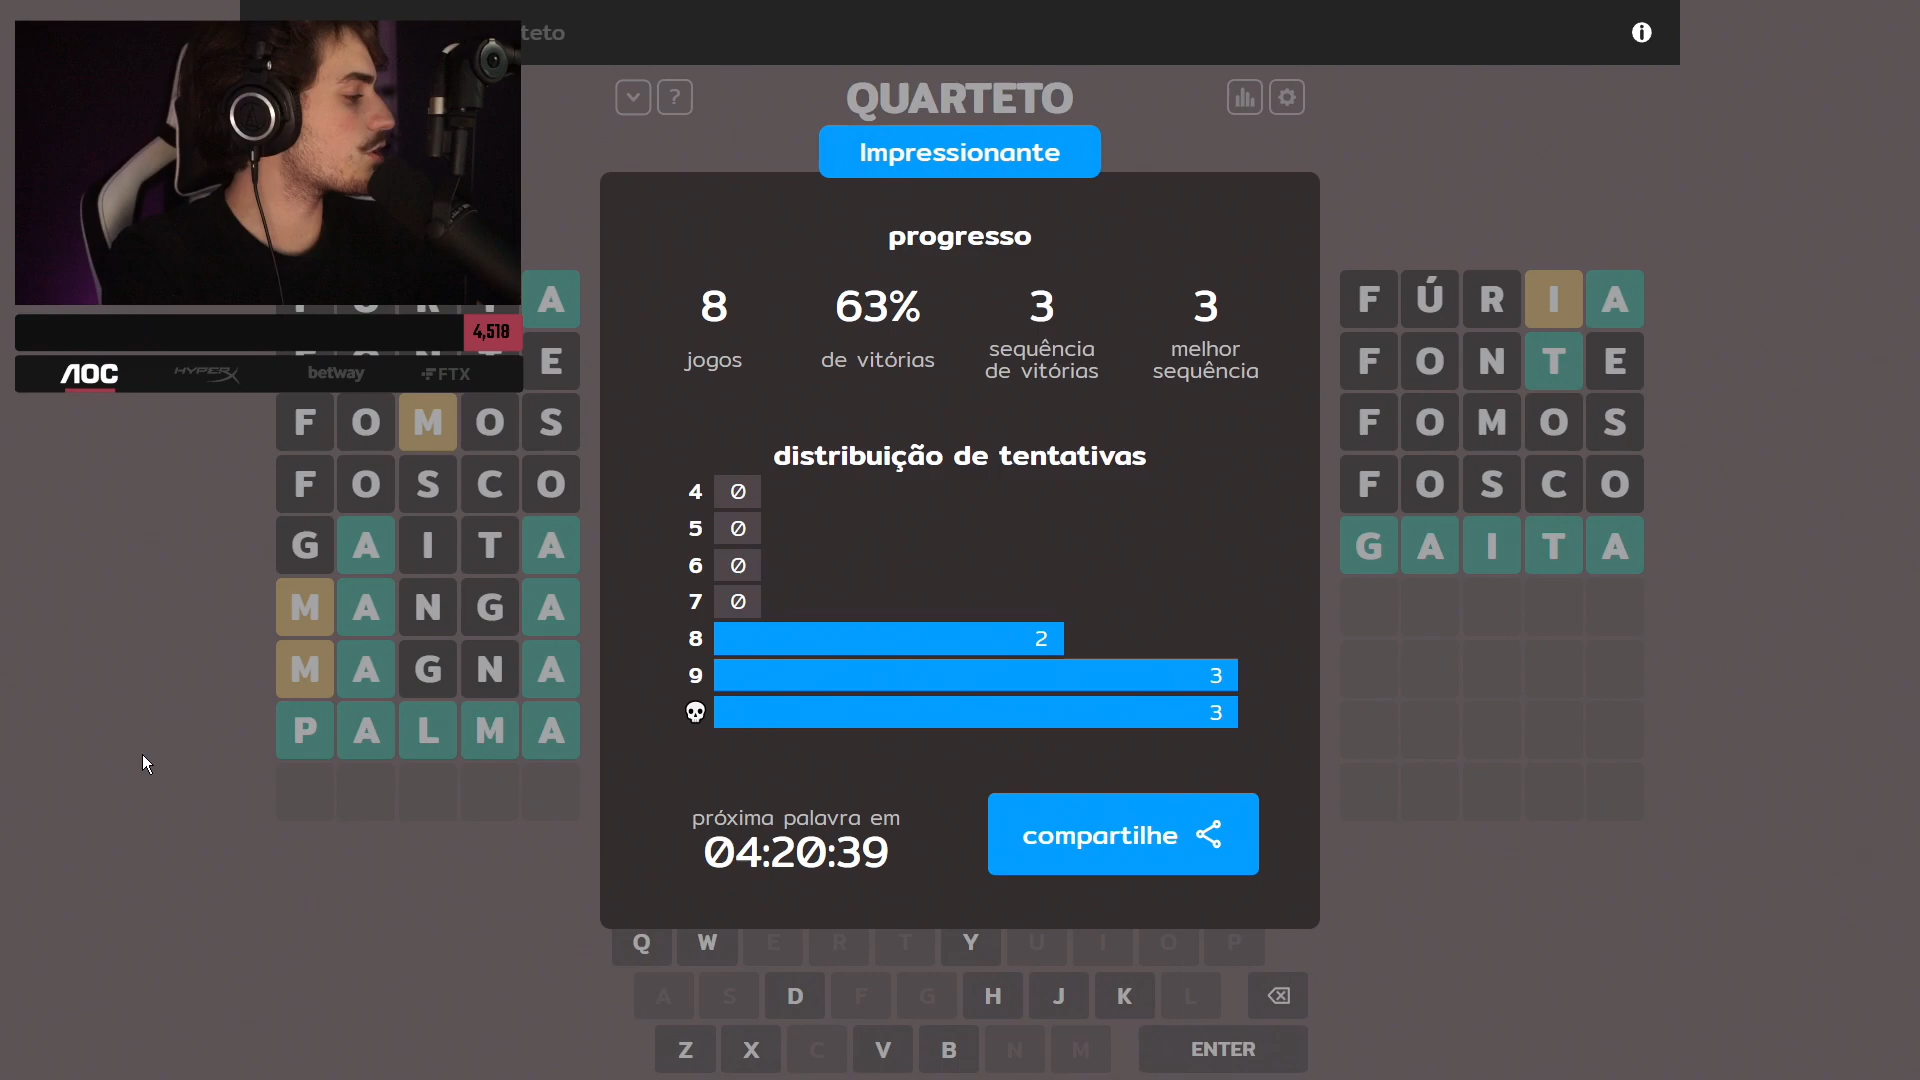 teto
QUARTETO
Impressionante
progresso
8
jogos
63%
de vitórias
3
sequência
de vitórias
3
melhor
sequência
distribuição de tentativas
4 0
5 0
6 0
7 0
8 2
9 3
3
próxima palavra em
04:20:39
compartilhe
4,518
AOC HYPERX betway FTX
A
E
FOMOS
FOSCO
GAITA
MANGA
MAGNA
PALMA
FÚRIA
FONTE
FOMOS
FOSCO
GAITA
Q W E R T Y U I O P
A S D F G H J K L
Z X C V B N M ENTER